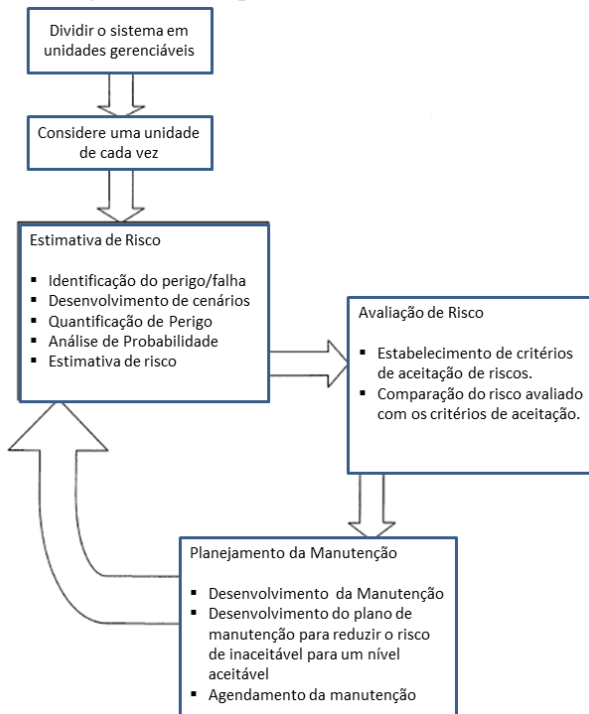 Dividir o sistema em
unidades gerenciáveis
Considere uma unidade
de cada vez
Estimativa de Risco
▪ Identificação do perigo/falha
▪ Desenvolvimento de cenários
▪ Quantificação de Perigo
▪ Análise de Probabilidade
▪ Estimativa de risco
Avaliação de Risco
▪ Estabelecimento de critérios
de aceitação de riscos.
▪ Comparação do risco avaliado
com os critérios de aceitação.
Planejamento da Manutenção
▪ Desenvolvimento da Manutenção
▪ Desenvolvimento do plano de
manutenção para reduzir o risco
de inaceitável para um nível
aceitável
▪ Agendamento da manutenção